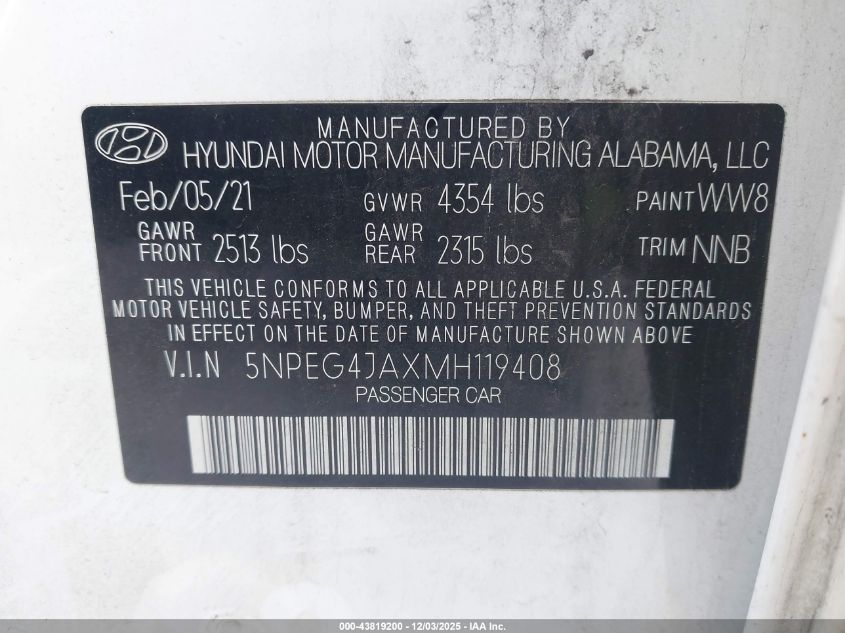 MANUFACTURED BY
HYUNDAI MOTOR MANUFACTURING ALABAMA, LLC
Feb/05/21 GVWR 4354 lbs PAINT WW8
GAWR FRONT 2513 lbs GAWR REAR 2315 lbs TRIM NNB
THIS VEHICLE CONFORMS TO ALL APPLICABLE U.S.A. FEDERAL
MOTOR VEHICLE SAFETY, BUMPER, AND THEFT PREVENTION STANDARDS
IN EFFECT ON THE DATE OF MANUFACTURE SHOWN ABOVE
V.I.N 5NPEG4JAXMH119408
PASSENGER CAR
000-43819200 - 12/03/2025 - IAA Inc.